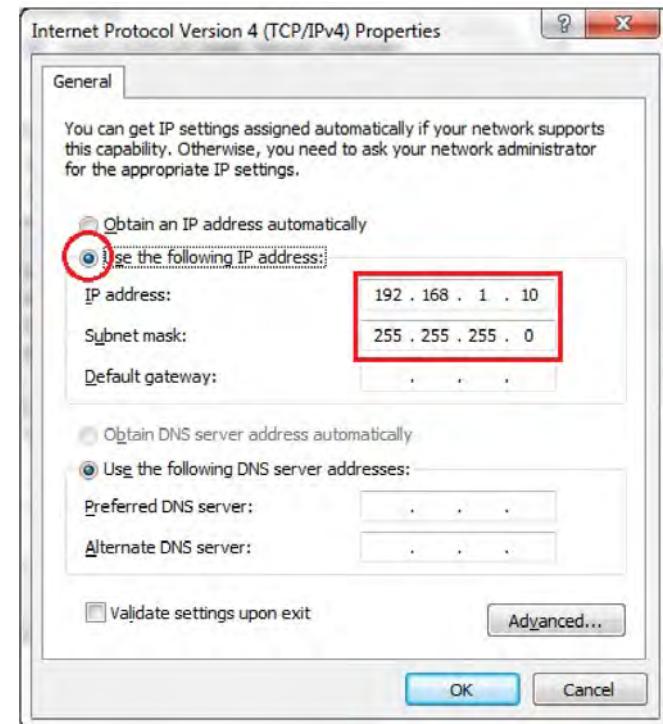 Internet Protocol Version 4 (TCP/IPv4) Properties
General
You can get IP settings assigned automatically if your network supports
this capability. Otherwise, you need to ask your network administrator
for the appropriate IP settings.
Obtain an IP address automatically
Use the following IP address:
IP address: 192 . 168 . 1 . 10
Subnet mask: 255 . 255 . 255 . 0
Default gateway: . . .
Obtain DNS server address automatically
Use the following DNS server addresses:
Preferred DNS server: . . .
Alternate DNS server: . . .
Validate settings upon exit
Advanced...
OK Cancel